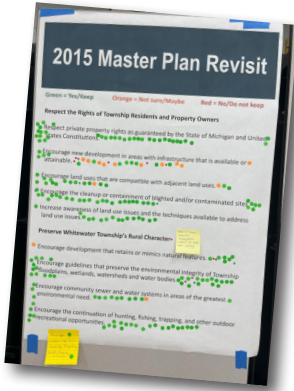 2015 Master Plan Revisit
Green = Yes/Keep Orange = Not sure/Maybe Red = No/Do not keep
Respect the Rights of Township Residents and Property Owners
Respect private property rights as guaranteed by the State of Michigan and United
States Constitutions
Encourage new development in areas with infrastructure that is available or
attainable.
Encourage land uses that are compatible with adjacent land uses.
Encourage the cleanup or containment of blighted and/or contaminated sites
Increase awareness of land use issues and the techniques available to address
land use issues
Preserve Whitewater Township's Rural Character
Encourage development that retains or mimics natural features.
Encourage guidelines that preserve the environmental integrity of Township
floodplains, wetlands, watersheds and water bodies
Encourage community sewer and water systems in areas of the greatest
environmental need.
Encourage the continuation of hunting, fishing, trapping, and other outdoor
recreational opportunities.